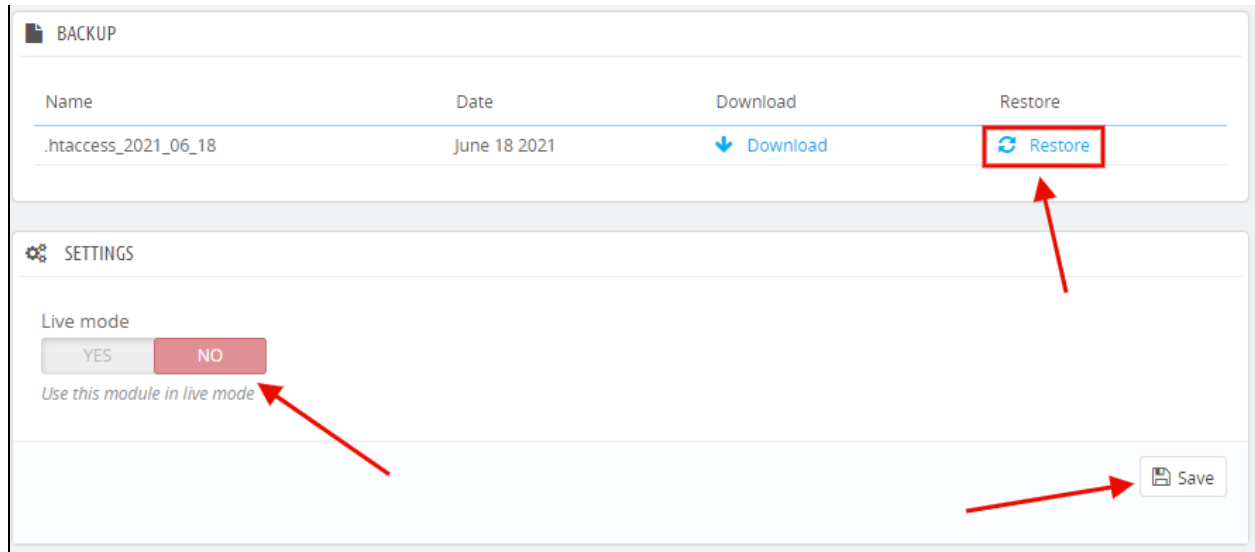 BACKUP
Name Date Download Restore
.htaccess_2021_06_18 June 18 2021 Download Restore
SETTINGS
Live mode
YES NO
Use this module in live mode
Save